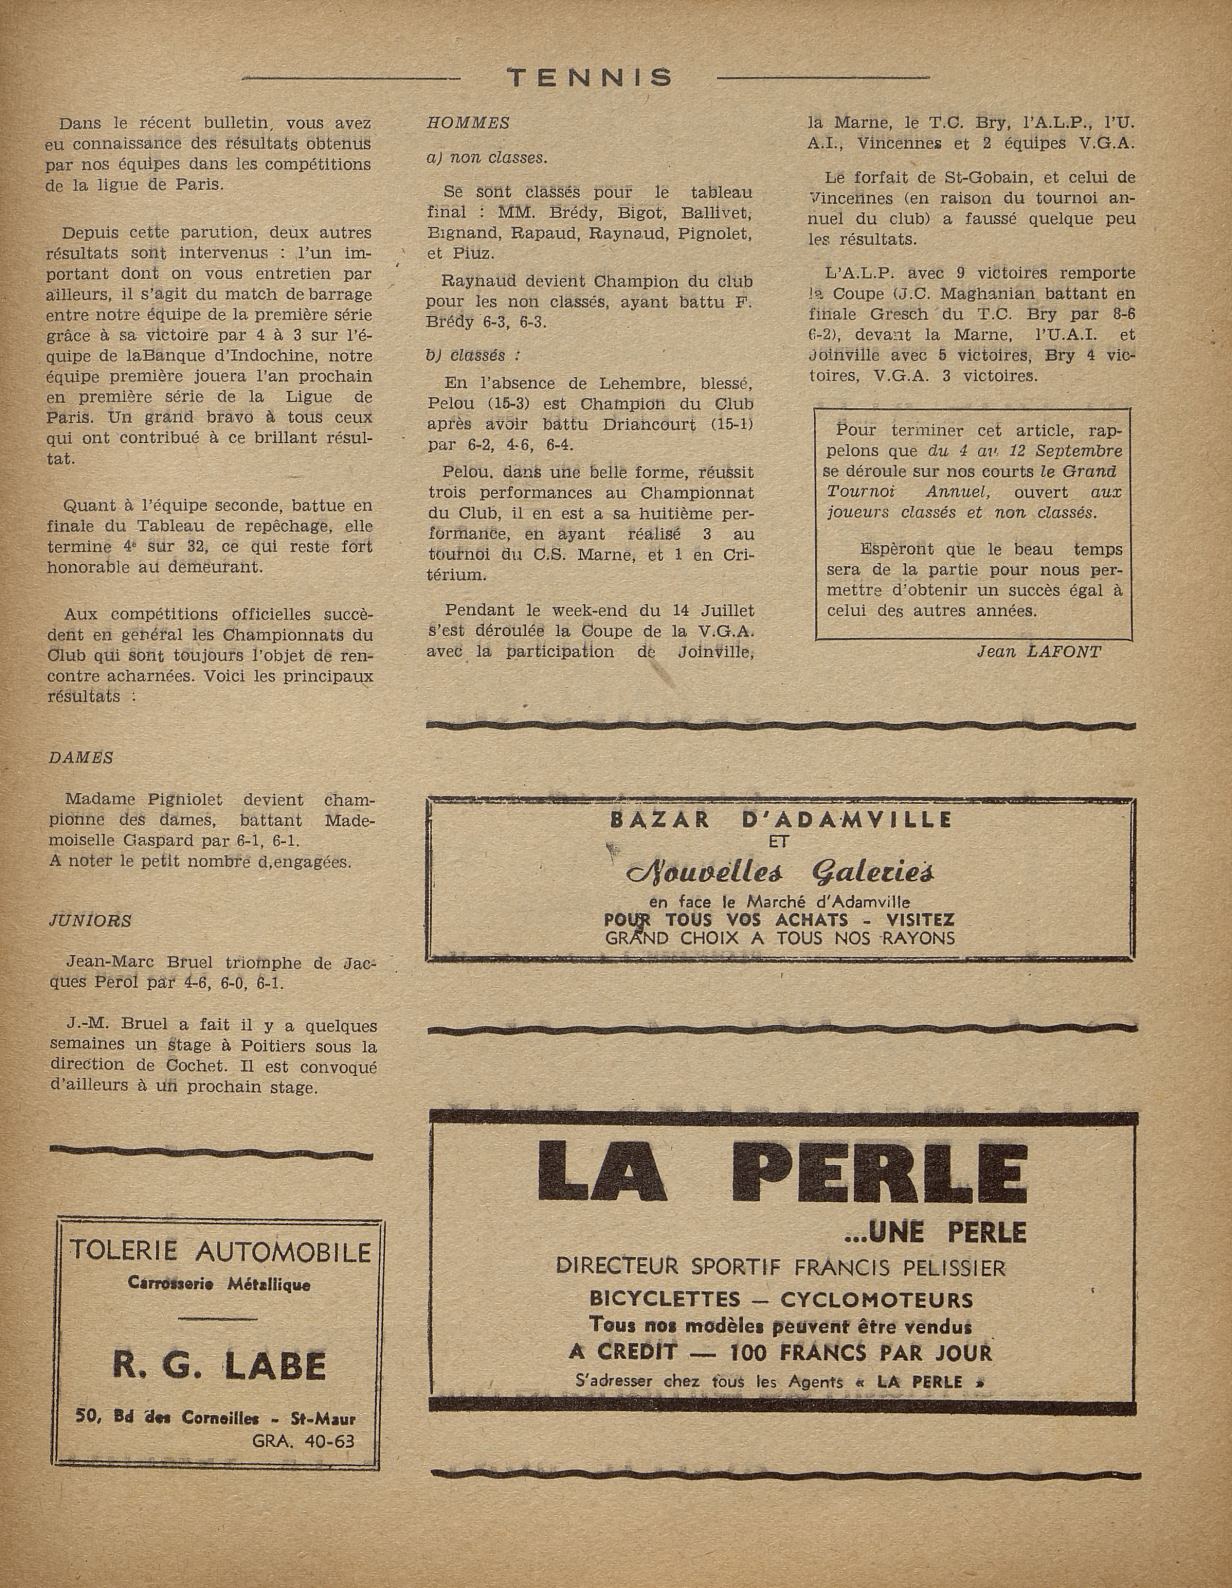 TENNIS
Dans le récent bulletin, vous avez
eu connaissance des résultats obtenus
par nos équipes dans les compétitions
de la ligue de Paris.
Depuis cette parution, deux autres
résultats sont intervenus : l'un im-
portant dont on vous entretien par
ailleurs, il s'agit du match de barrage
entre notre équipe de la première série
grâce à sa victoire par 4 à 3 sur l'é-
quipe de laBanque d'Indochine, notre
équipe première jouera l'an prochain
en première série de la Ligue de
Paris. Un grand bravo à tous ceux
qui ont contribué à ce brillant résul-
tat.
Quant à l'équipe seconde, battue en
finale du Tableau de repêchage, elle
termine 4e sur 32, ce qui reste fort
honorable au demeurant.
Aux compétitions officielles succè-
dent en général les Championnats du
Club qui sont toujours l'objet de ren-
contre acharnées. Voici les principaux
résultats :
DAMES
Madame Pigniolet devient cham-
pionne des dames, battant Made-
moiselle Gaspard par 6-1, 6-1.
A noter le petit nombre d,engagées.
JUNIORS
Jean-Marc Bruel triomphe de Jac-
ques Perol par 4-6, 6-0, 6-1.
J.-M. Bruel a fait il y a quelques
semaines un stage à Poitiers sous la
direction de Cochet. Il est convoqué
d'ailleurs à un prochain stage.
TOLERIE AUTOMOBILE
Carrosserie Métallique
R. G. LABE
50, Bd des Corneilles - St-Maur
GRA. 40-63
HOMMES
a) non classes.
Se sont classés pour le tableau
final : MM. Brédy, Bigot, Ballivet,
Bignand, Rapaud, Raynaud, Pignolet,
et Piuz.
Raynaud devient Champion du club
pour les non classés, ayant battu F.
Brédy 6-3, 6-3.
b) classés :
En l'absence de Lehembre, blessé,
Pelou (15-3) est Champion du Club
après avoir battu Driancourt (15-1)
par 6-2, 4-6, 6-4.
Pelou, dans une belle forme, réussit
trois performances au Championnat
du Club, il en est a sa huitième per-
formance, en ayant réalisé 3 au
tournoi du C.S. Marne, et 1 en Cri-
térium.
Pendant le week-end du 14 Juillet
s'est déroulée la Coupe de la V.G.A.
avec la participation de Joinville,
la Marne, le T.C. Bry, l'A.L.P., l'U.
A.I., Vincennes et 2 équipes V.G.A.
Le forfait de St-Gobain, et celui de
Vincennes (en raison du tournoi an-
nuel du club) a faussé quelque peu
les résultats.
L'A.L.P. avec 9 victoires remporte
la Coupe (J.C. Maghanian battant en
finale Gresch du T.C. Bry par 8-6
6-2), devant la Marne, l'U.A.I. et
Joinville avec 5 victoires, Bry 4 vic-
toires, V.G.A. 3 victoires.
Pour terminer cet article, rap-
pelons que du 4 au 12 Septembre
se déroule sur nos courts le Grand
Tournoi Annuel, ouvert aux
joueurs classés et non classés.
Espèront que le beau temps
sera de la partie pour nous per-
mettre d'obtenir un succès égal à
celui des autres années.
Jean LAFONT
BAZAR D'ADAMVILLE
ET
Nouvelles Galeries
en face le Marché d'Adamville
POUR TOUS VOS ACHATS - VISITEZ
GRAND CHOIX A TOUS NOS RAYONS
LA PERLE
...UNE PERLE
DIRECTEUR SPORTIF FRANCIS PELISSIER
BICYCLETTES — CYCLOMOTEURS
Tous nos modèles peuvent être vendus
A CREDIT — 100 FRANCS PAR JOUR
S'adresser chez tous les Agents « LA PERLE »